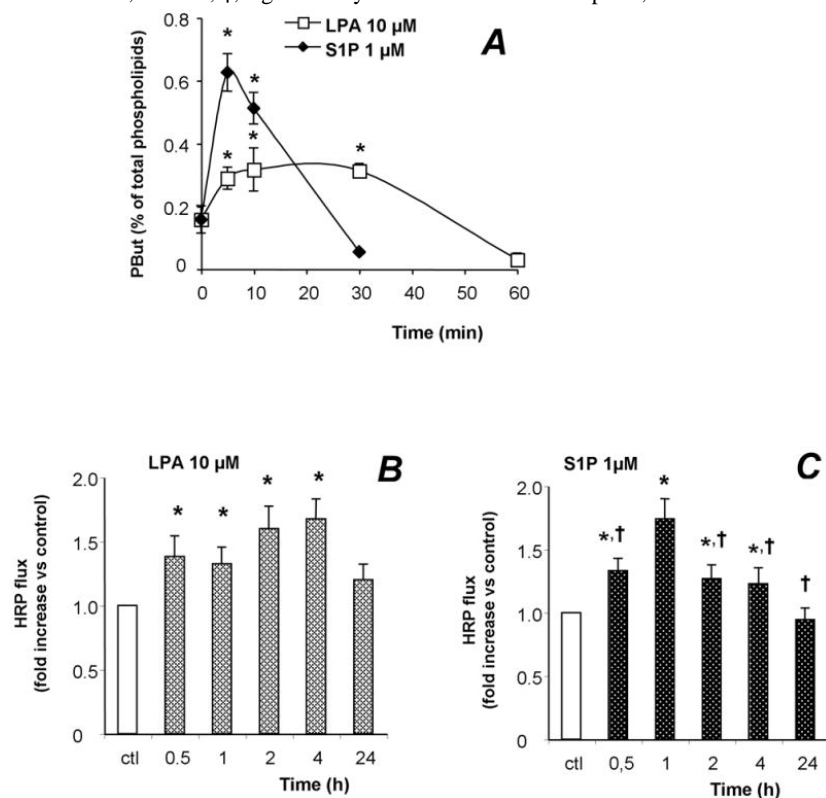 LPA 10 µM
S1P 1 µM
A
*
*
*
*
*
PBut (% of total phospholipids)
0.8
0.6
0.4
0.2
0
0 10 20 30 40 50 60
Time (min)
LPA 10 µM
B
HRP flux
(fold increase vs control)
2.0
1.5
1.0
0.5
0
* * * *
ctl 0.5 1 2 4 24
Time (h)
S1P 1µM
C
HRP flux
(fold increase vs control)
2.0
1.5
1.0
0.5
0
*,† * *,† *,† †
ctl 0,5 1 2 4 24
Time (h)